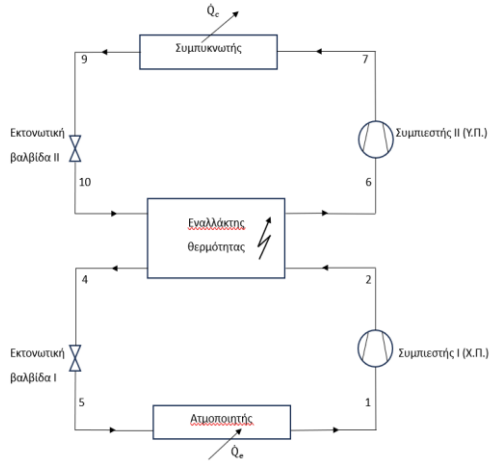 Q̇c
Συμπυκνωτής
9
7
Εκτονωτική
βαλβίδα ΙΙ
Συμπιεστής ΙΙ (Υ.Π.)
10
6
Εναλλάκτης
θερμότητας
4
2
Εκτονωτική
βαλβίδα Ι
Συμπιεστής Ι (Χ.Π.)
5
1
Ατμοποιητής
Q̇e